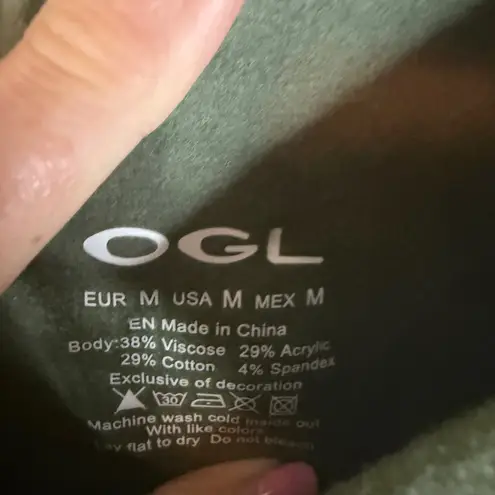 OGL
EUR M USA M MEX M
EN Made in China
Body:38% Viscose 29% Acrylic
29% Cotton 4% Spandex
Exclusive of decoration
30
Machine wash cold inside out
With like colors
Lay flat to dry Do not bleach